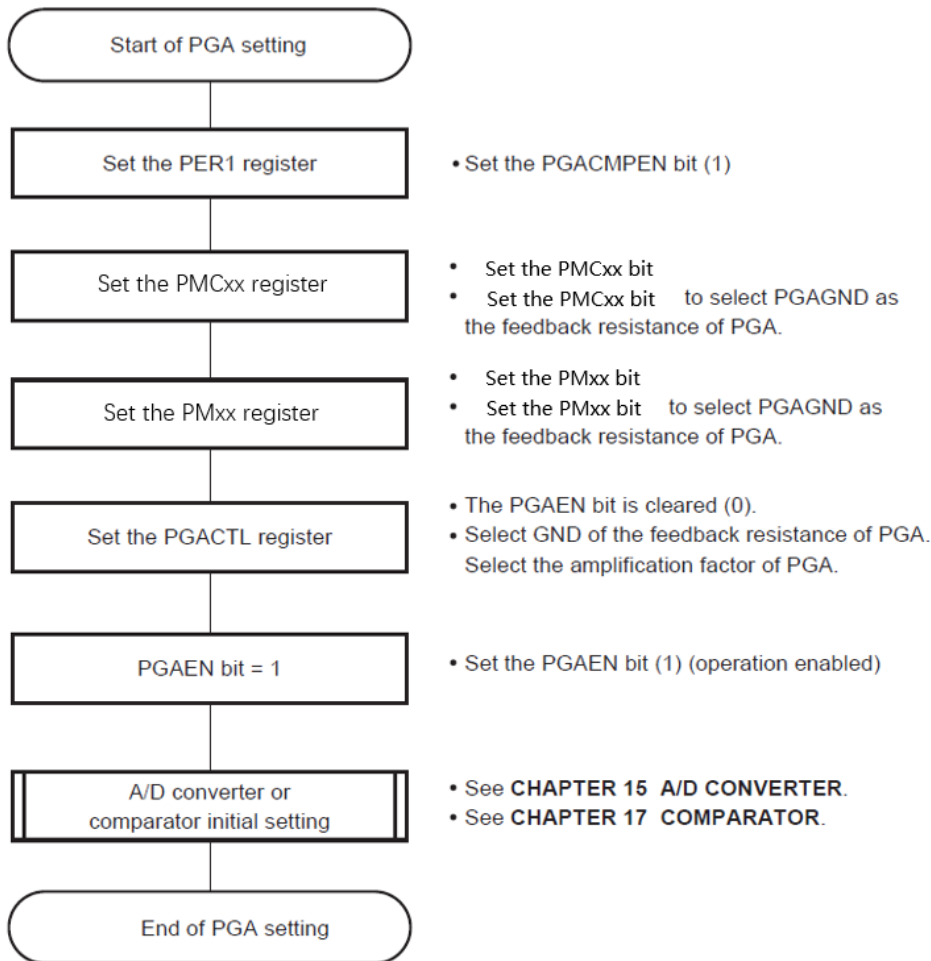 Start of PGA setting
Set the PER1 register
• Set the PGACMPEN bit (1)
Set the PMCxx register
• Set the PMCxx bit
• Set the PMCxx bit to select PGAGND as
the feedback resistance of PGA.
Set the PMxx register
• Set the PMxx bit
• Set the PMxx bit to select PGAGND as
the feedback resistance of PGA.
Set the PGACTL register
• The PGAEN bit is cleared (0).
• Select GND of the feedback resistance of PGA.
Select the amplification factor of PGA.
PGAEN bit = 1
• Set the PGAEN bit (1) (operation enabled)
A/D converter or
comparator initial setting
• See CHAPTER 15 A/D CONVERTER.
• See CHAPTER 17 COMPARATOR.
End of PGA setting